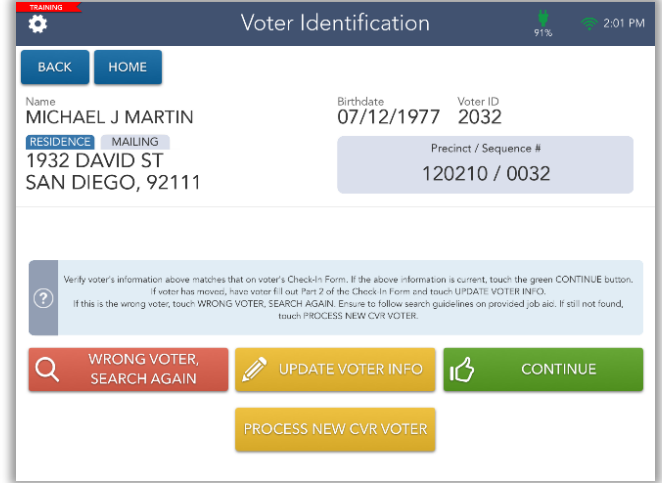 TRAINING
Voter Identification
91%
2:01 PM
BACK
HOME
Name
MICHAEL J MARTIN
Birthdate
07/12/1977
Voter ID
2032
RESIDENCE
MAILING
1932 DAVID ST
SAN DIEGO, 92111
Precinct / Sequence #
120210 / 0032
Verify voter's information above matches that on voter's Check-In Form. If the above information is current, touch the green CONTINUE button.
If voter has moved, have voter fill out Part 2 of the Check-In Form and touch UPDATE VOTER INFO.
If this is the wrong voter, touch WRONG VOTER, SEARCH AGAIN. Ensure to follow search guidelines on provided job aid. If still not found,
touch PROCESS NEW CVR VOTER.
WRONG VOTER,
SEARCH AGAIN
UPDATE VOTER INFO
CONTINUE
PROCESS NEW CVR VOTER